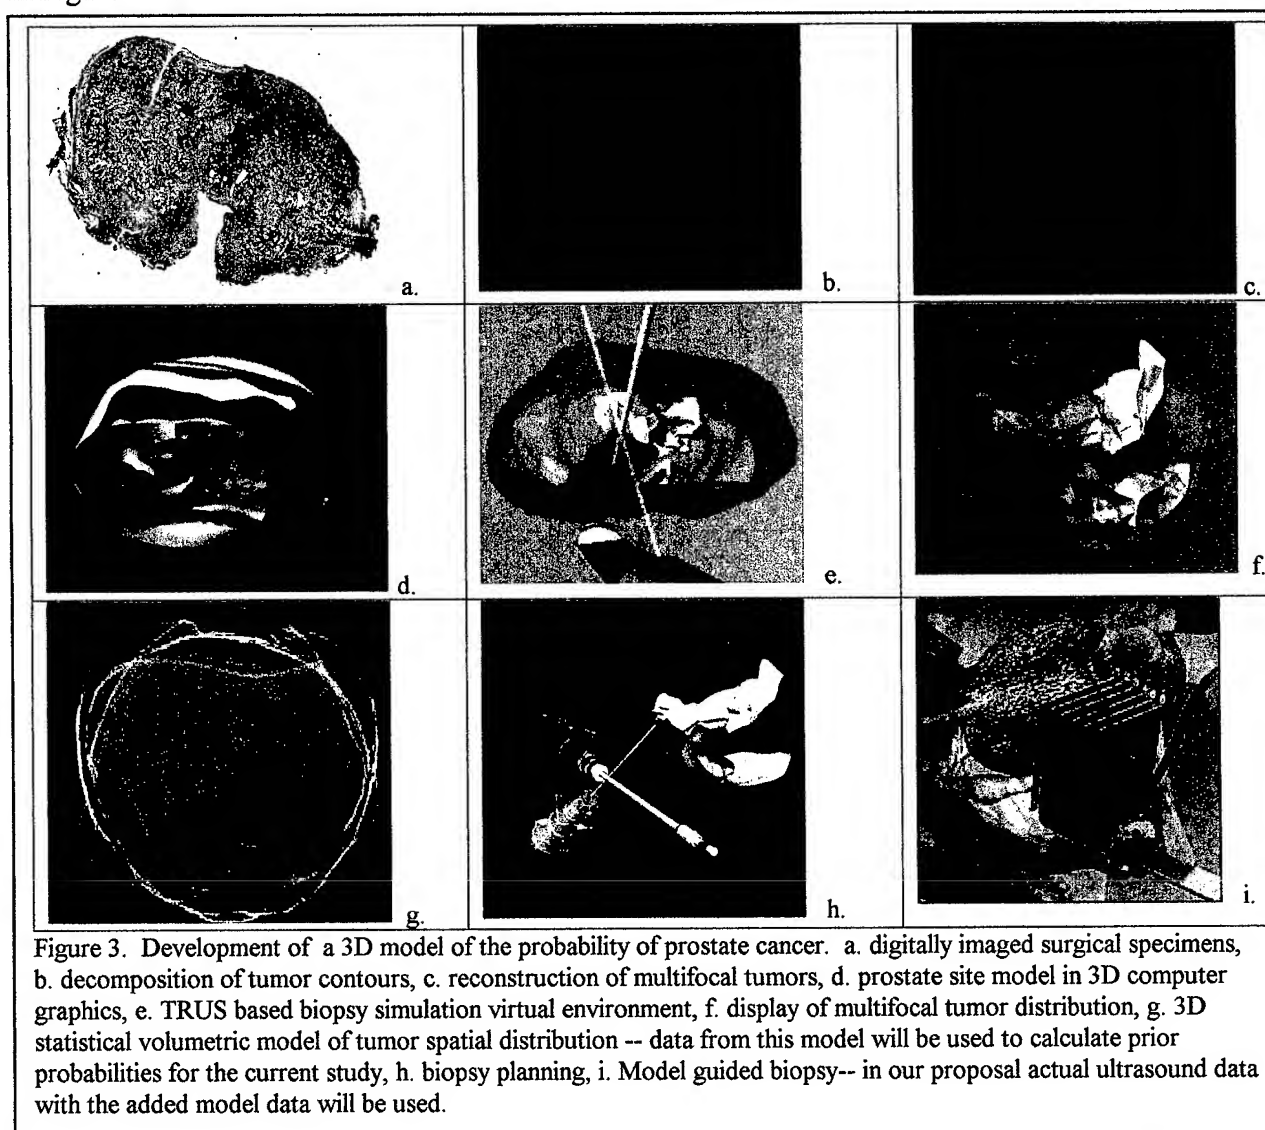 a.
b.
c.
d.
e.
f.
g.
h.
i.
Figure 3. Development of a 3D model of the probability of prostate cancer. a. digitally imaged surgical specimens,
b. decomposition of tumor contours, c. reconstruction of multifocal tumors, d. prostate site model in 3D computer
graphics, e. TRUS based biopsy simulation virtual environment, f. display of multifocal tumor distribution, g. 3D
statistical volumetric model of tumor spatial distribution -- data from this model will be used to calculate prior
probabilities for the current study, h. biopsy planning, i. Model guided biopsy-- in our proposal actual ultrasound data
with the added model data will be used.